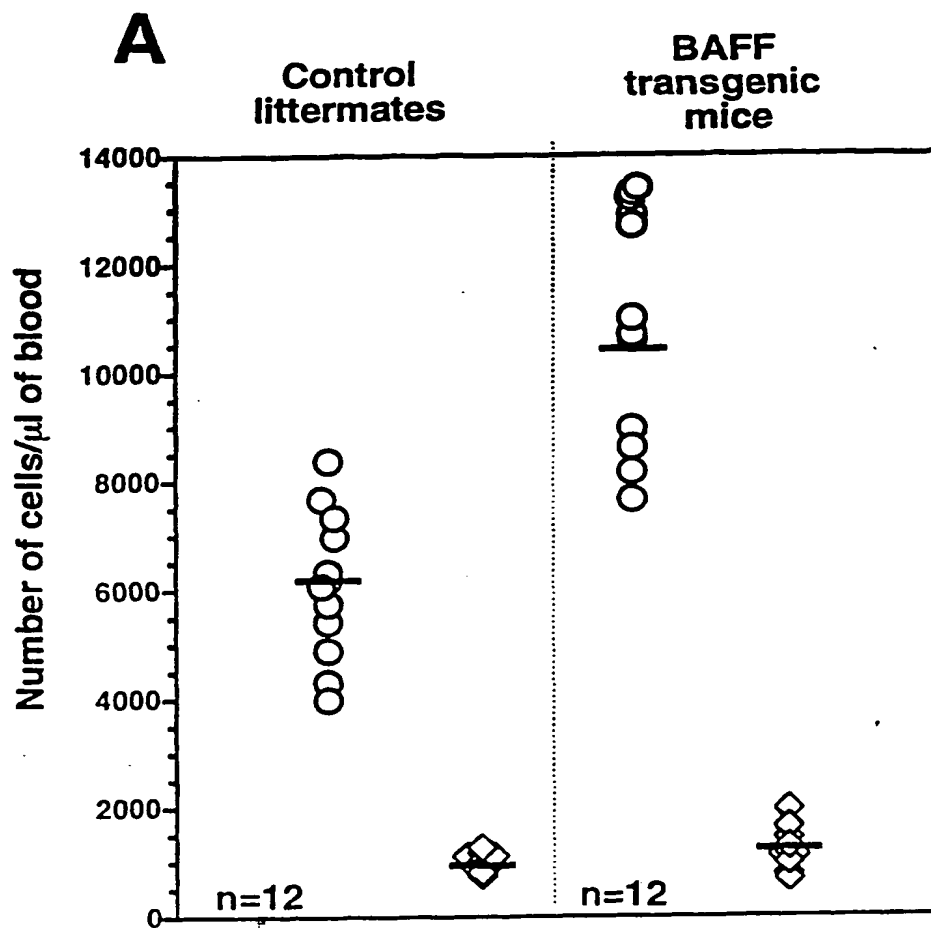 A
Control
littermates
BAFF
transgenic
mice
Number of cells/µl of blood
14000
12000
10000
8000
6000
4000
2000
0
n=12
n=12